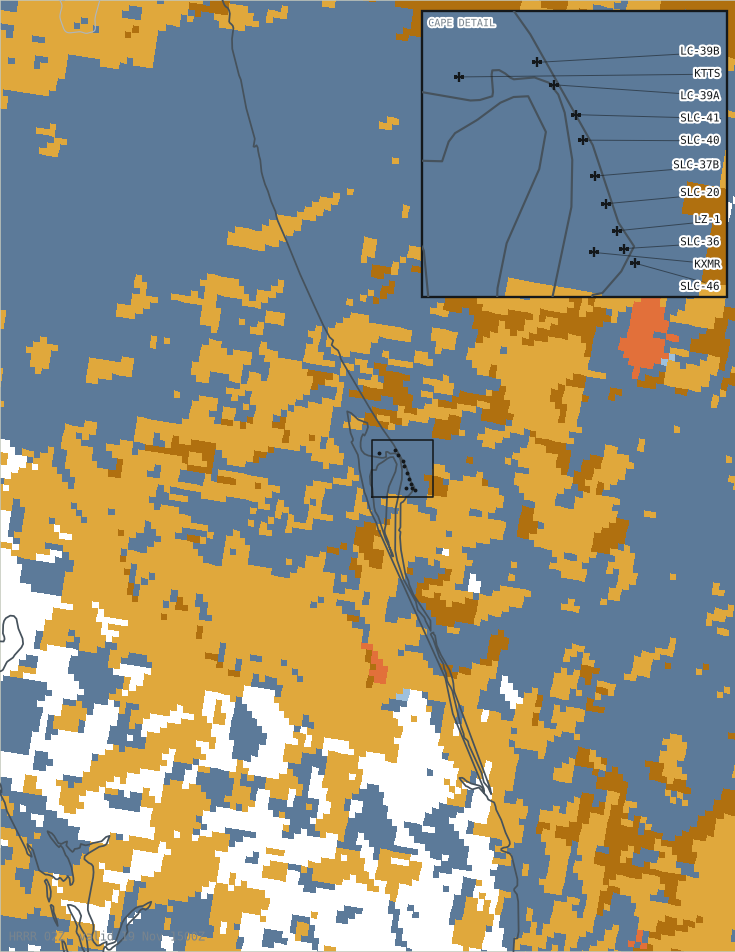 CAPE DETAIL
LC-39B
KTTS
LC-39A
SLC-41
SLC-40
SLC-37B
SLC-20
LZ-1
SLC-36
KXMR
SLC-46
HRRR